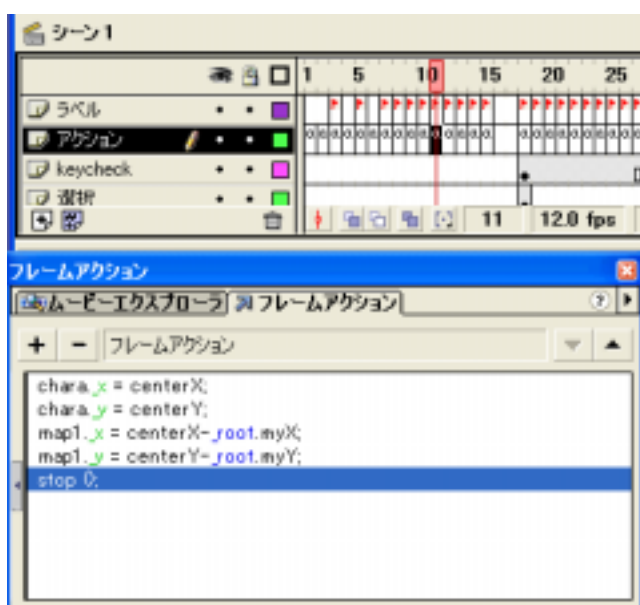 シーン 1
1 5 10 15 20 25
ラベル
アクション
keycheck
選択
11 12.0 fps
フレームアクション
ムービーエクスプローラ フレームアクション ?
+ - フレームアクション
chara._x = centerX;
chara._y = centerY;
map1._x = centerX-_root.myX;
map1._y = centerY-_root.myY;
stop ();